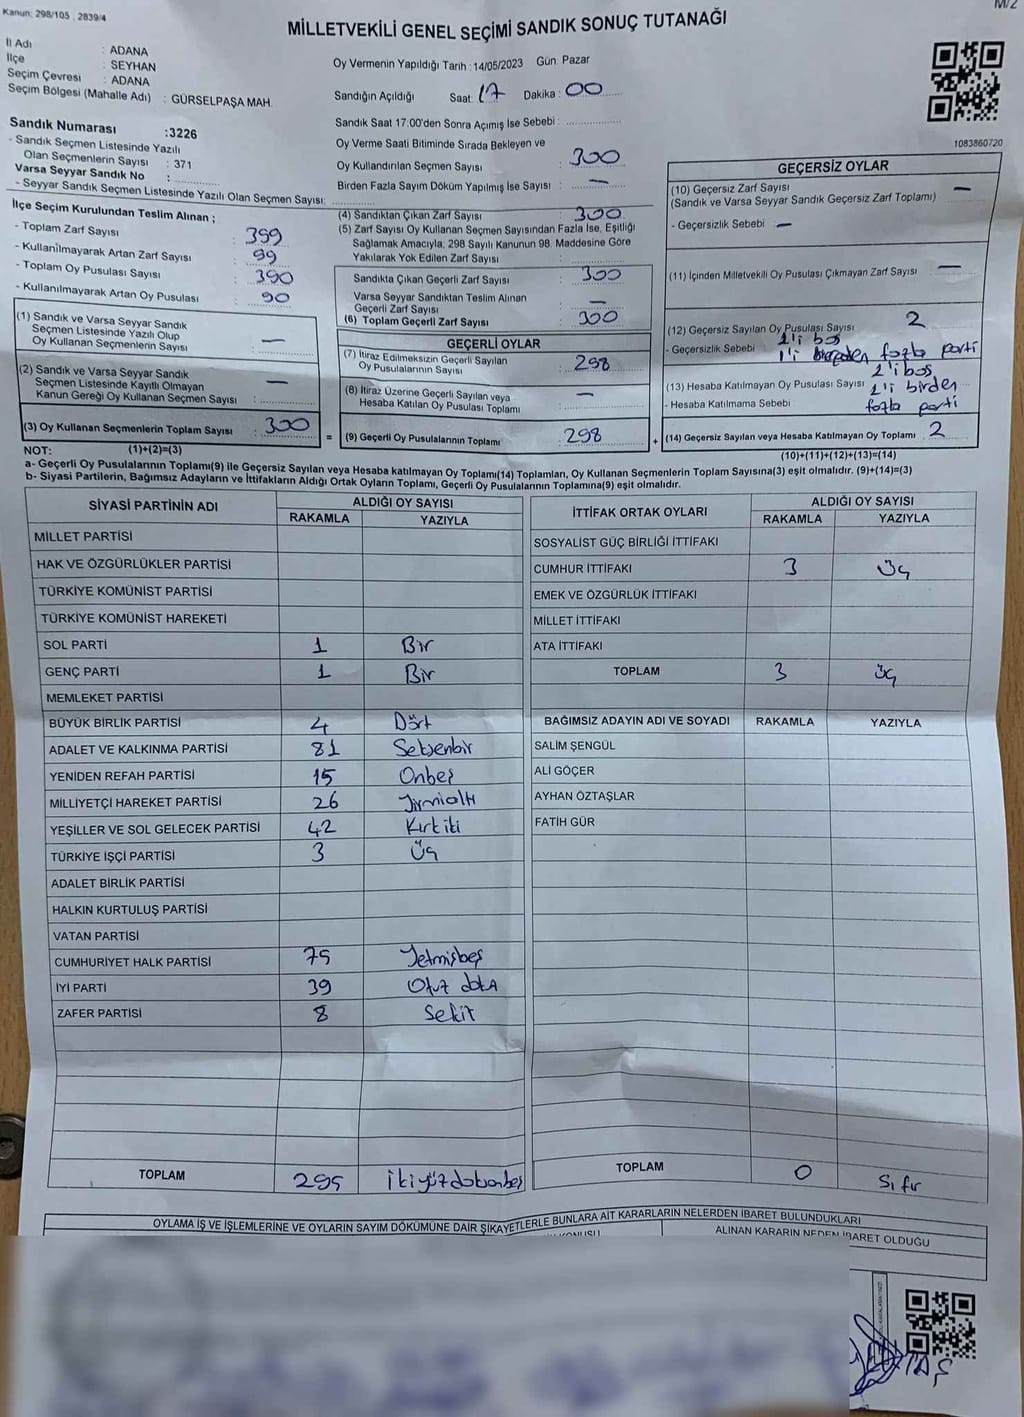 Kanun: 298/105 , 2839/4
M/2
MİLLETVEKİLİ GENEL SEÇİMİ SANDIK SONUÇ TUTANAĞI
İl Adı : ADANA
İlçe : SEYHAN
Seçim Çevresi : ADANA
Seçim Bölgesi (Mahalle Adı) : GÜRSELPAŞA MAH.
Sandık Numarası :3226
- Sandık Seçmen Listesinde Yazılı
Olan Seçmenlerin Sayısı : 371
Varsa Seyyar Sandık No :
- Seyyar Sandık Seçmen Listesinde Yazılı Olan Seçmen Sayısı:
Oy Vermenin Yapıldığı Tarih : 14/05/2023 Gün: Pazar
Sandığın Açıldığı Saat: 17 Dakika : 00
Sandık Saat 17:00'den Sonra Açımış İse Sebebi :
Oy Verme Saati Bitiminde Sırada Bekleyen ve
Oy Kullandırılan Seçmen Sayısı : 300
Birden Fazla Sayım Döküm Yapılmış İse Sayısı : —
1083860720
İlçe Seçim Kurulundan Teslim Alınan ;
- Toplam Zarf Sayısı : 399
- Kullanılmayarak Artan Zarf Sayısı : 99
- Toplam Oy Pusulası Sayısı : 390
- Kullanılmayarak Artan Oy Pusulası : 90
(1) Sandık ve Varsa Seyyar Sandık
Seçmen Listesinde Yazılı Olup
Oy Kullanan Seçmenlerin Sayısı : —
(2) Sandık ve Varsa Seyyar Sandık
Seçmen Listesinde Kayıtlı Olmayan
Kanun Gereği Oy Kullanan Seçmen Sayısı : —
(3) Oy Kullanan Seçmenlerin Toplam Sayısı : 300
(4) Sandıktan Çıkan Zarf Sayısı : 300
(5) Zarf Sayısı Oy Kullanan Seçmen Sayısından Fazla İse, Eşitliği
Sağlamak Amacıyla, 298 Sayılı Kanunun 98. Maddesine Göre
Yakılarak Yok Edilen Zarf Sayısı :
Sandıkta Çıkan Geçerli Zarf Sayısı : 300
Varsa Seyyar Sandıktan Teslim Alınan
Geçerli Zarf Sayısı : —
(6) Toplam Geçerli Zarf Sayısı : 300
GEÇERLİ OYLAR
(7) İtiraz Edilmeksizin Geçerli Sayılan
Oy Pusulalarının Sayısı : 298
(8) İtiraz Üzerine Geçerli Sayılan veya
Hesaba Katılan Oy Pusulası Toplamı : —
= (9) Geçerli Oy Pusulalarının Toplamı : 298
GEÇERSİZ OYLAR
(10) Geçersiz Zarf Sayısı : —
(Sandık ve Varsa Seyyar Sandık Geçersiz Zarf Toplamı)
- Geçersizlik Sebebi : —
(11) İçinden Milletvekili Oy Pusulası Çıkmayan Zarf Sayısı : —
(12) Geçersiz Sayılan Oy Pusulası Sayısı : 2
- Geçersizlik Sebebi : 1'i boş
1'i birden fazla parti
(13) Hesaba Katılmayan Oy Pusulası Sayısı : 1'i boş
1'i birden
- Hesaba Katılmama Sebebi : fazla parti
+ (14) Geçersiz Sayılan veya Hesaba Katılmayan Oy Toplamı : 2
NOT: (1)+(2)=(3)
(10)+(11)+(12)+(13)=(14)
a- Geçerli Oy Pusulalarının Toplamı(9) ile Geçersiz Sayılan veya Hesaba katılmayan Oy Toplamı(14) Toplamları, Oy Kullanan Seçmenlerin Toplam Sayısına(3) eşit olmalıdır. (9)+(14)=(3)
b- Siyasi Partilerin, Bağımsız Adayların ve İttifakların Aldığı Ortak Oyların Toplamı, Geçerli Oy Pusulalarının Toplamına(9) eşit olmalıdır.
SİYASİ PARTİNİN ADI ALDIĞI OY SAYISI
RAKAMLA YAZIYLA
MİLLET PARTİSİ
HAK VE ÖZGÜRLÜKLER PARTİSİ
TÜRKİYE KOMÜNİST PARTİSİ
TÜRKİYE KOMÜNİST HAREKETİ
SOL PARTİ 1 Bir
GENÇ PARTİ 1 Bir
MEMLEKET PARTİSİ
BÜYÜK BİRLİK PARTİSİ 4 Dört
ADALET VE KALKINMA PARTİSİ 81 Seksenbir
YENİDEN REFAH PARTİSİ 15 Onbeş
MİLLİYETÇİ HAREKET PARTİSİ 26 Yirmialtı
YEŞİLLER VE SOL GELECEK PARTİSİ 42 Kırkiki
TÜRKİYE İŞÇİ PARTİSİ 3 Üç
ADALET BİRLİK PARTİSİ
HALKIN KURTULUŞ PARTİSİ
VATAN PARTİSİ
CUMHURİYET HALK PARTİSİ 75 Yetmişbeş
İYİ PARTİ 39 Otuz dokuz
ZAFER PARTİSİ 8 Sekiz
TOPLAM 295 İkiyüzdoksanbeş
İTTİFAK ORTAK OYLARI ALDIĞI OY SAYISI
RAKAMLA YAZIYLA
SOSYALİST GÜÇ BİRLİĞİ İTTİFAKI
CUMHUR İTTİFAKI 3 Üç
EMEK VE ÖZGÜRLÜK İTTİFAKI
MİLLET İTTİFAKI
ATA İTTİFAKI
TOPLAM 3 Üç
BAĞIMSIZ ADAYIN ADI VE SOYADI RAKAMLA YAZIYLA
SALİM ŞENGÜL
ALİ GÖÇER
AYHAN ÖZTAŞLAR
FATİH GÜR
TOPLAM 0 Sıfır
OYLAMA İŞ VE İŞLEMLERİNE VE OYLARIN SAYIM DÖKÜMÜNE DAİR ŞİKAYETLERLE BUNLARA AİT KARARLARIN NELERDEN İBARET BULUNDUKLARI
KONUSU ALINAN KARARIN NEDEN İBARET OLDUĞU